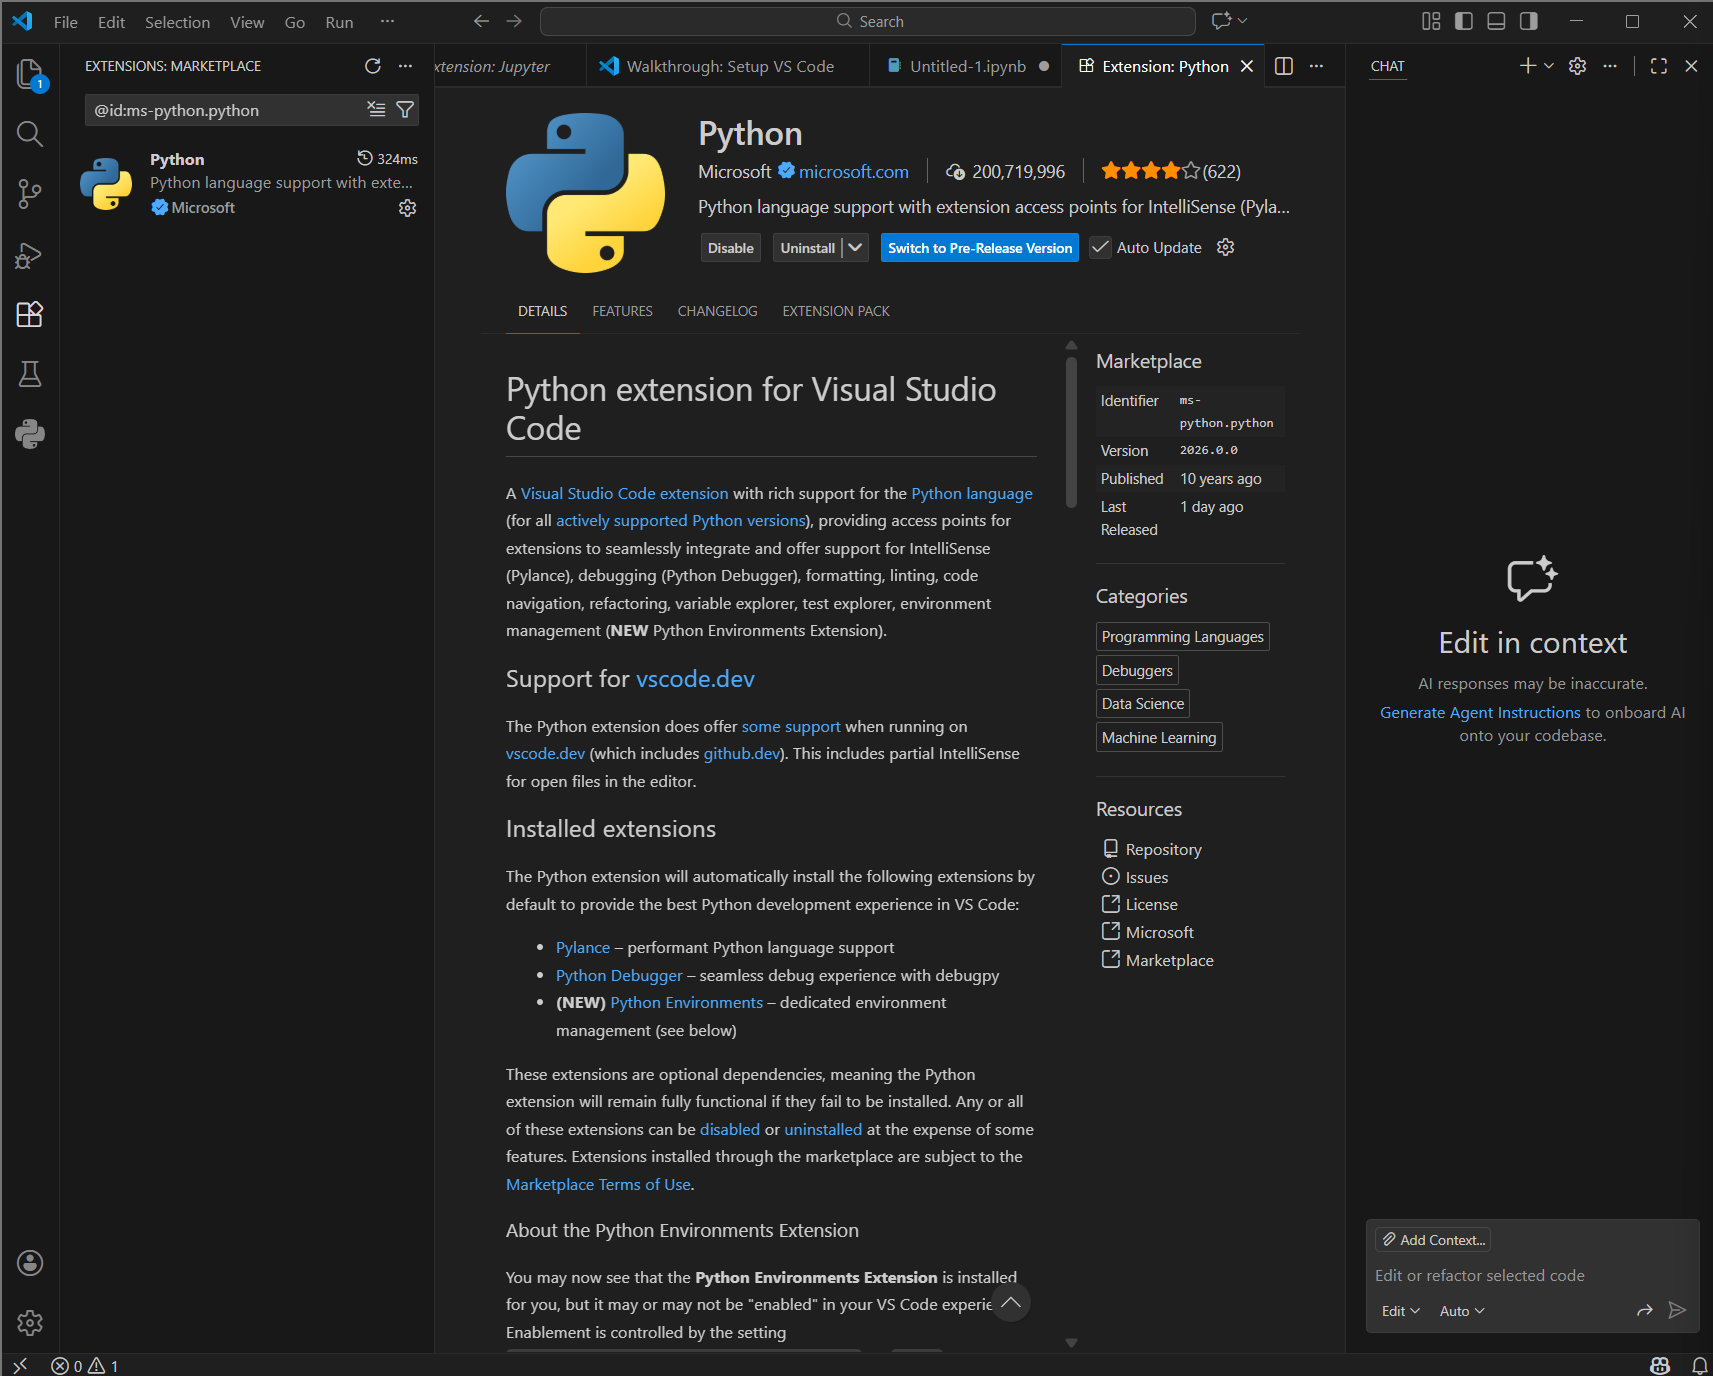 File Edit Selection View Go Run ···
Search
EXTENSIONS: MARKETPLACE
xtension: Jupyter
Walkthrough: Setup VS Code
Untitled-1.ipynb
Extension: Python
CHAT
1
@id:ms-python.python
Python
324ms
Python language support with exte...
Microsoft
Python
Microsoft microsoft.com 200,719,996 (622)
Python language support with extension access points for IntelliSense (Pyla...
Disable Uninstall Switch to Pre-Release Version Auto Update
DETAILS FEATURES CHANGELOG EXTENSION PACK
Python extension for Visual Studio
Code
A Visual Studio Code extension with rich support for the Python language
(for all actively supported Python versions), providing access points for
extensions to seamlessly integrate and offer support for IntelliSense
(Pylance), debugging (Python Debugger), formatting, linting, code
navigation, refactoring, variable explorer, test explorer, environment
management (NEW Python Environments Extension).
Support for vscode.dev
The Python extension does offer some support when running on
vscode.dev (which includes github.dev). This includes partial IntelliSense
for open files in the editor.
Installed extensions
The Python extension will automatically install the following extensions by
default to provide the best Python development experience in VS Code:
• Pylance – performant Python language support
• Python Debugger – seamless debug experience with debugpy
• (NEW) Python Environments – dedicated environment
management (see below)
These extensions are optional dependencies, meaning the Python
extension will remain fully functional if they fail to be installed. Any or all
of these extensions can be disabled or uninstalled at the expense of some
features. Extensions installed through the marketplace are subject to the
Marketplace Terms of Use.
About the Python Environments Extension
You may now see that the Python Environments Extension is installed
for you, but it may or may not be "enabled" in your VS Code experie
Enablement is controlled by the setting
Marketplace
Identifier ms-
python.python
Version 2026.0.0
Published 10 years ago
Last 1 day ago
Released
Categories
Programming Languages
Debuggers
Data Science
Machine Learning
Resources
Repository
Issues
License
Microsoft
Marketplace
Edit in context
AI responses may be inaccurate.
Generate Agent Instructions to onboard AI
onto your codebase.
Add Context...
Edit or refactor selected code
Edit Auto
0 1